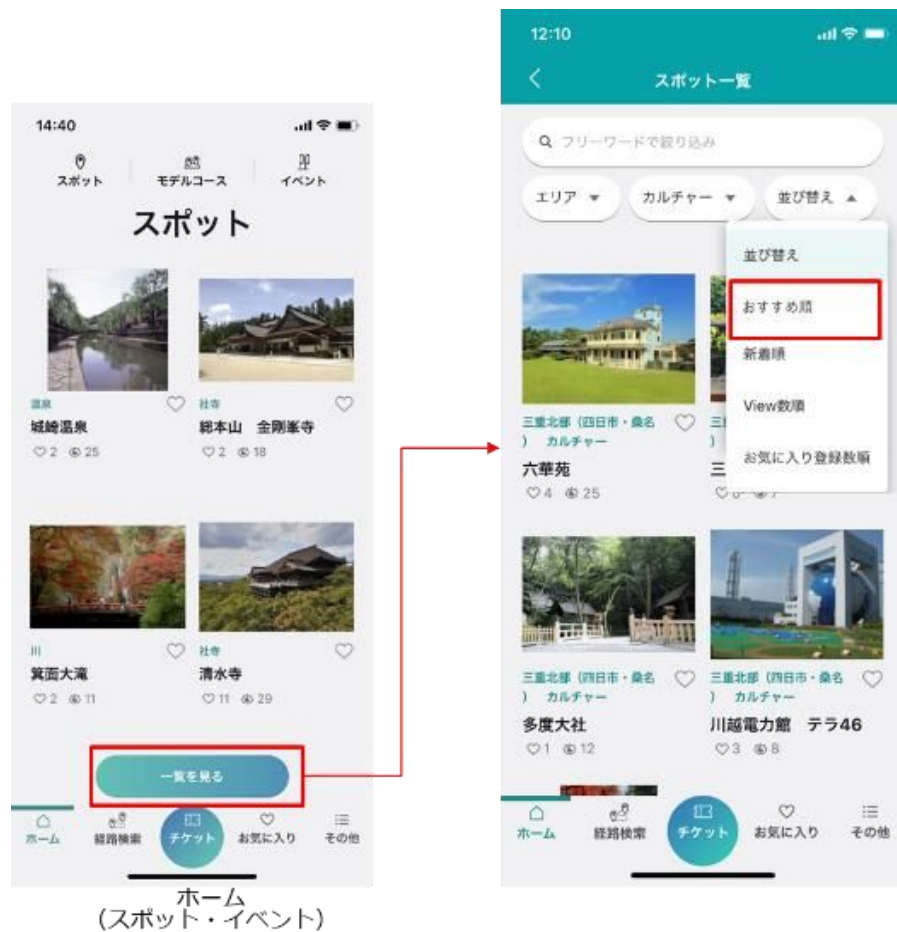 14:40
スポット
モデルコース
イベント
スポット
温泉
城崎温泉
2 25
社寺
総本山 金剛峯寺
2 18
川
箕面大滝
2 11
社寺
清水寺
11 29
一覧を見る
ホーム
経路検索
チケット
お気に入り
その他
ホーム
(スポット・イベント)
12:10
スポット一覧
フリーワードで絞り込み
エリア
カルチャー
並び替え
並び替え
おすすめ順
新着順
View数順
お気に入り登録数順
三重北部(四日市・桑名
) カルチャー
六華苑
4 25
三重北部(四日市・桑名
) カルチャー
多度大社
1 12
三重北部(四日市・桑名
) カルチャー
川越電力館 テラ46
3 8
ホーム
経路検索
チケット
お気に入り
その他